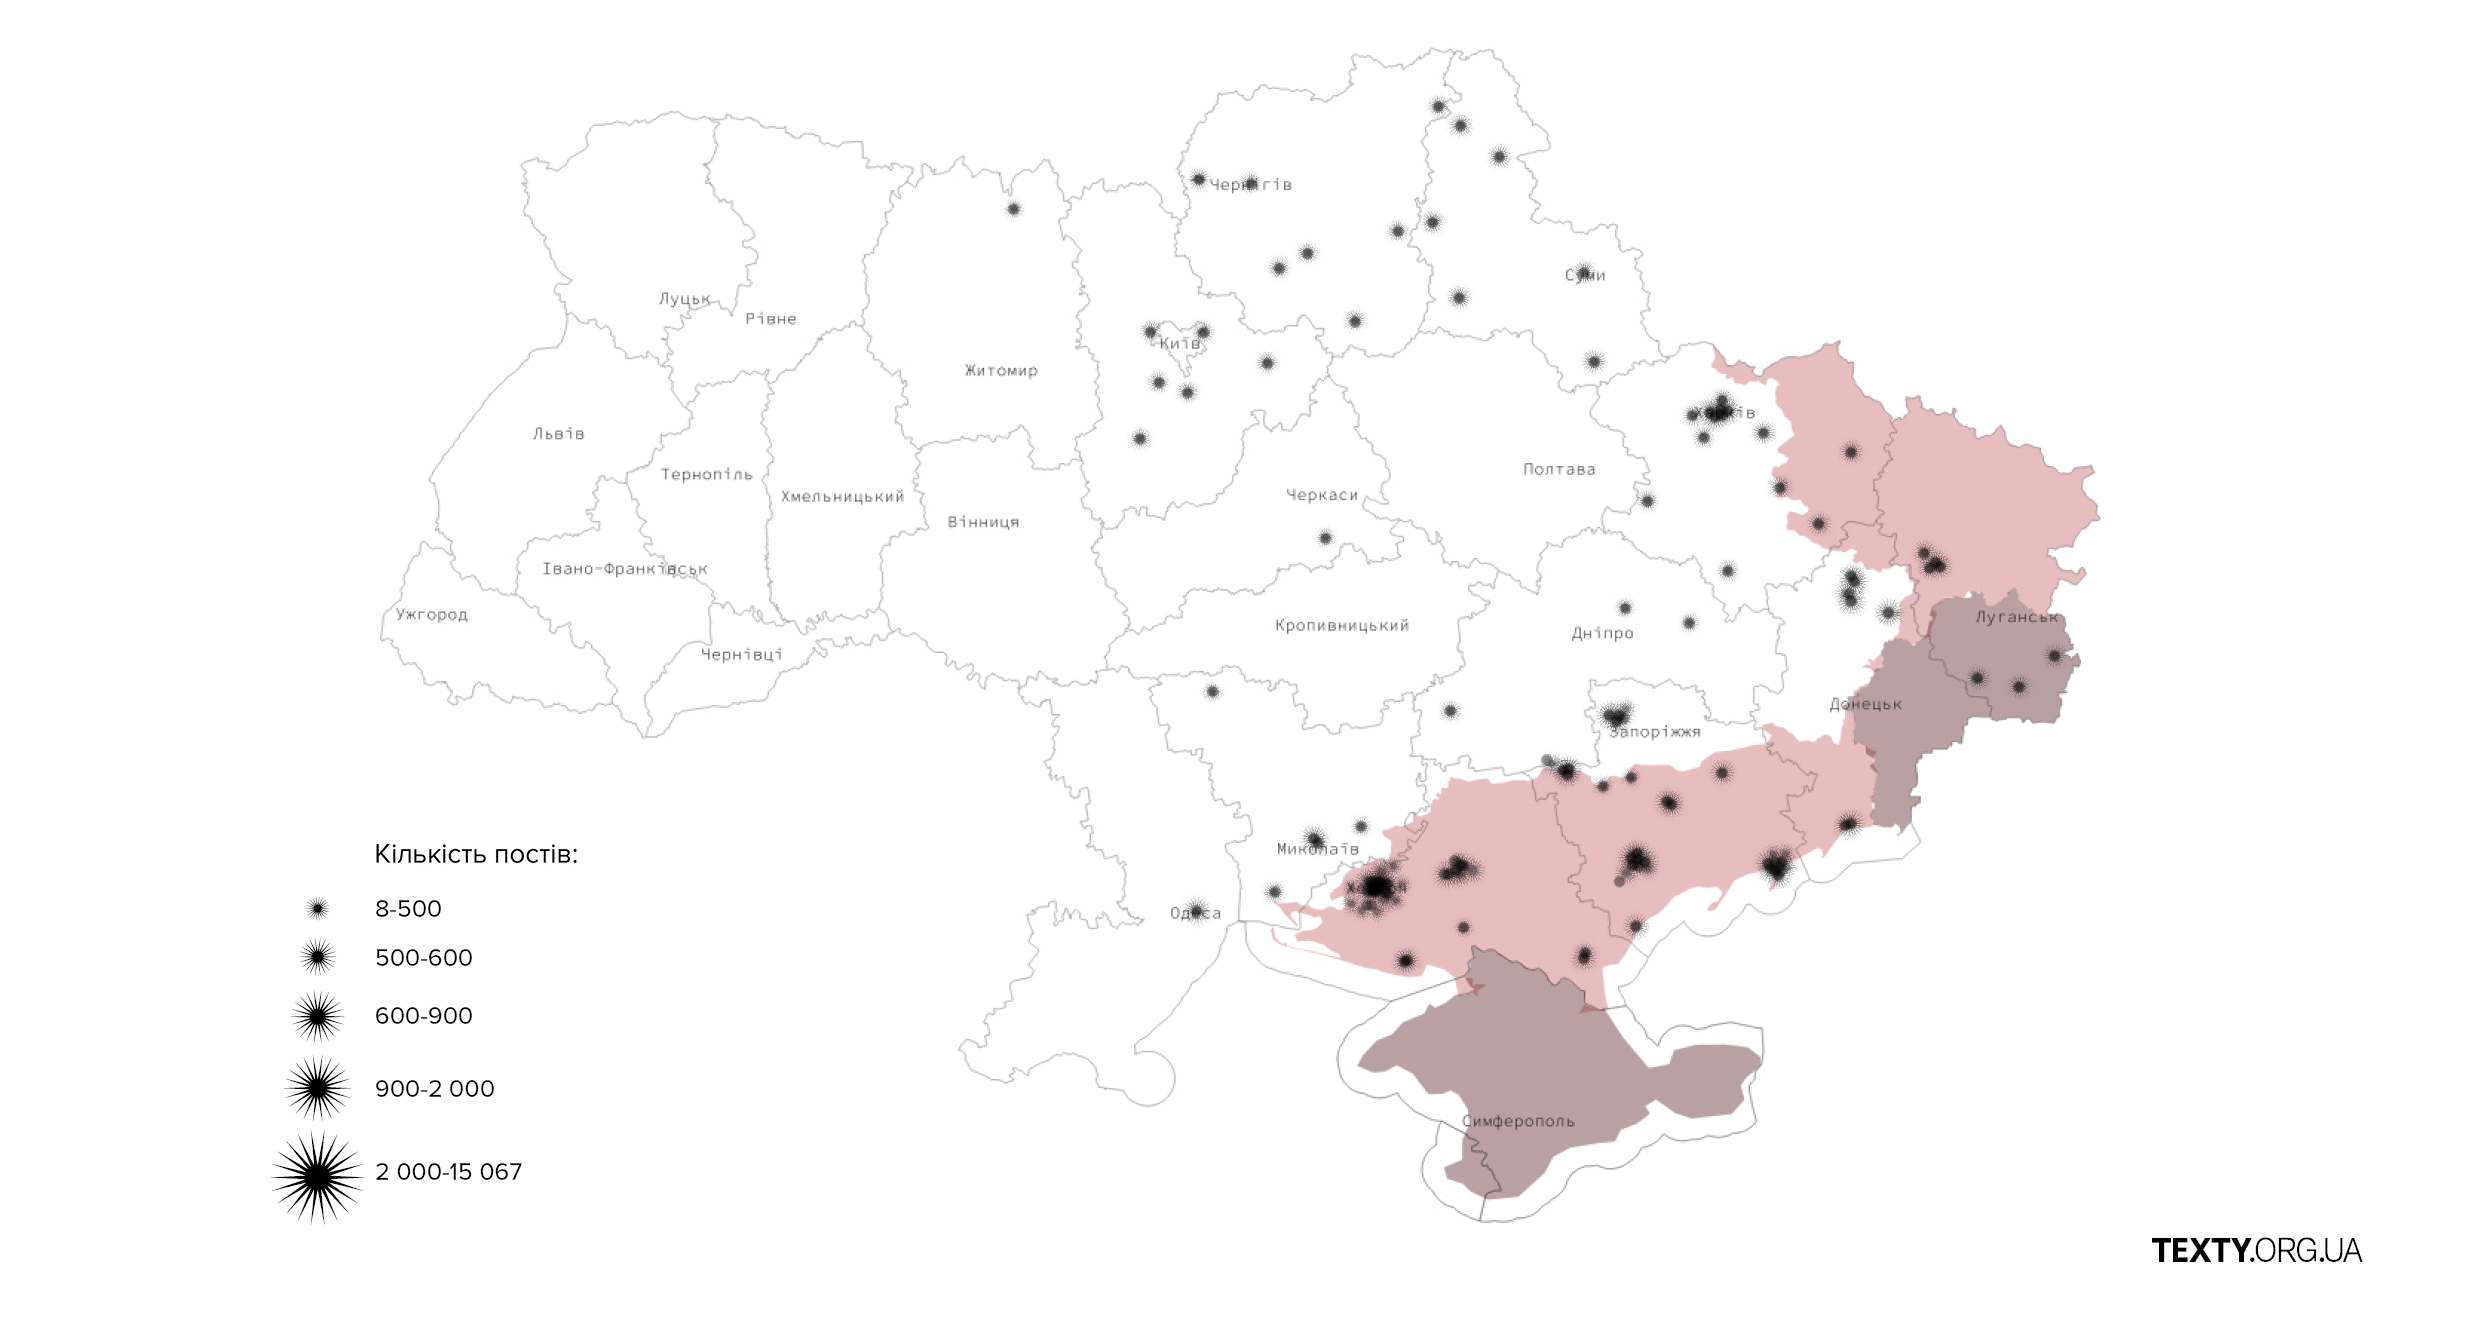 Чернігів
Суми
Луцьк
Рівне
Київ
Житомир
Харків
Львів
Полтава
Тернопіль
Хмельницький
Черкаси
Вінниця
Івано-Франківськ
Ужгород
Луганськ
Кропивницький
Дніпро
Чернівці
Донецьк
Запоріжжя
Миколаїв
Херсон
Одеса
Симферополь
Кількість постів:
8-500
500-600
600-900
900-2 000
2 000-15 067
TEXTY.ORG.UA